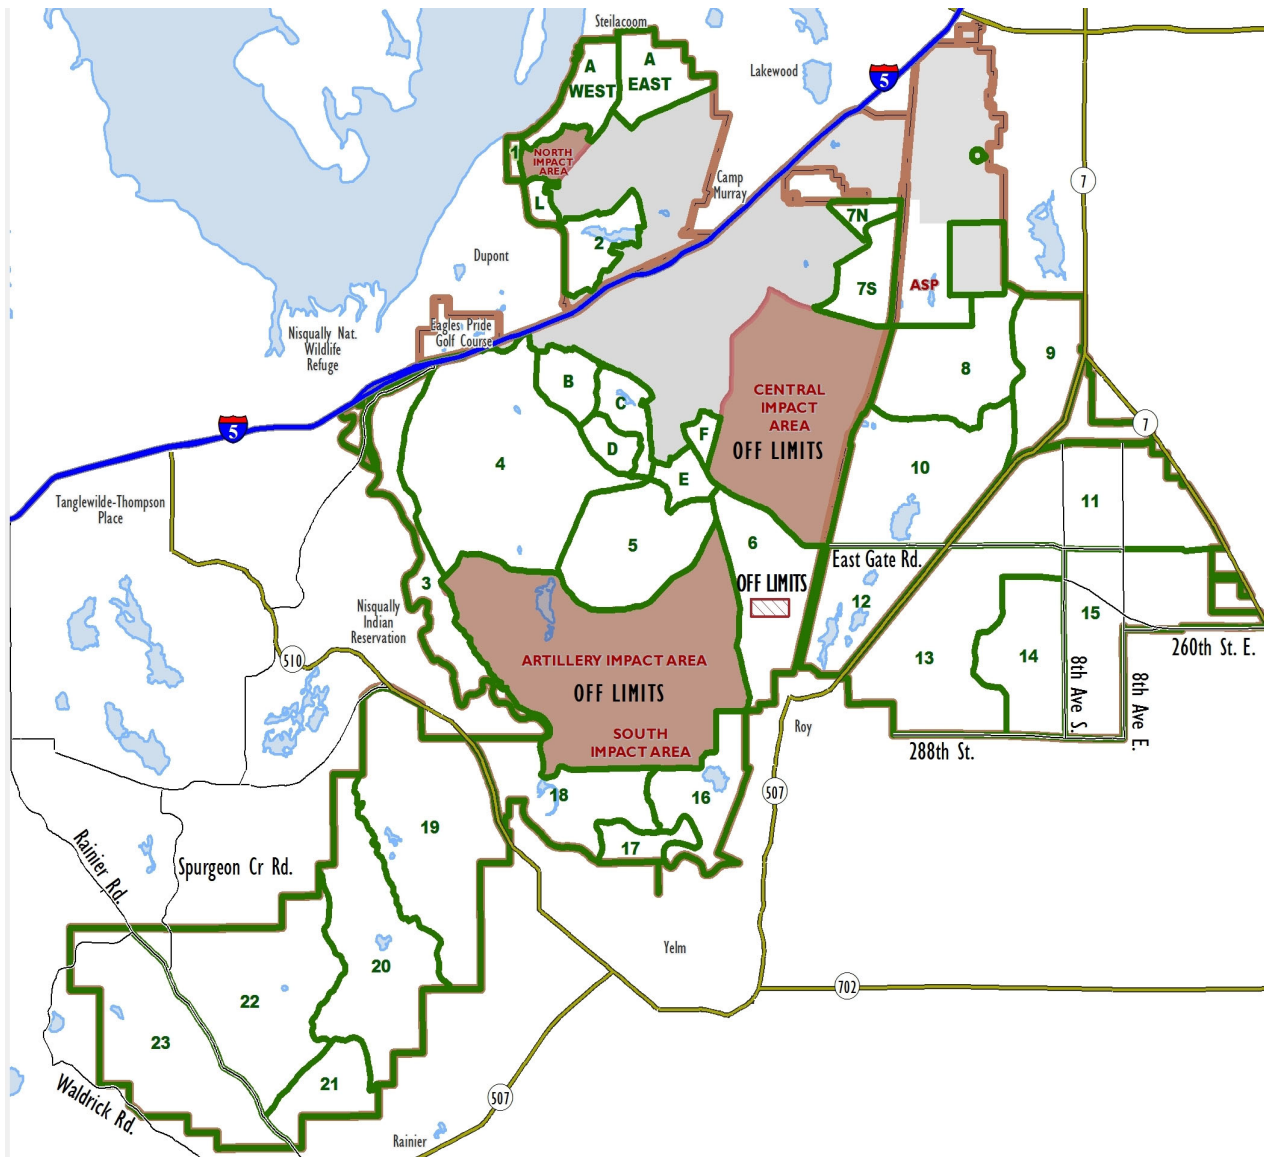 Steilacoom
A
WEST
A
EAST
Lakewood
5
7
1
NORTH
IMPACT
AREA
L
Camp
Murray
2
7N
7S
ASP
Dupont
Eagles Pride
Golf Course
Nisqually Nat.
Wildlife
Refuge
5
B
C
D
E
F
CENTRAL
IMPACT
AREA
OFF LIMITS
8
9
7
4
10
11
Tanglewilde-Thompson
Place
5
6
East Gate Rd.
OFF LIMITS
3
Nisqually
Indian
Reservation
12
510
13
14
15
260th St. E.
8th Ave S.
8th Ave E.
288th St.
ARTILLERY IMPACT AREA
OFF LIMITS
SOUTH
IMPACT AREA
Roy
507
18
16
17
19
Rainier Rd.
Spurgeon Cr Rd.
Yelm
702
20
22
23
21
Waldrick Rd.
507
Rainier